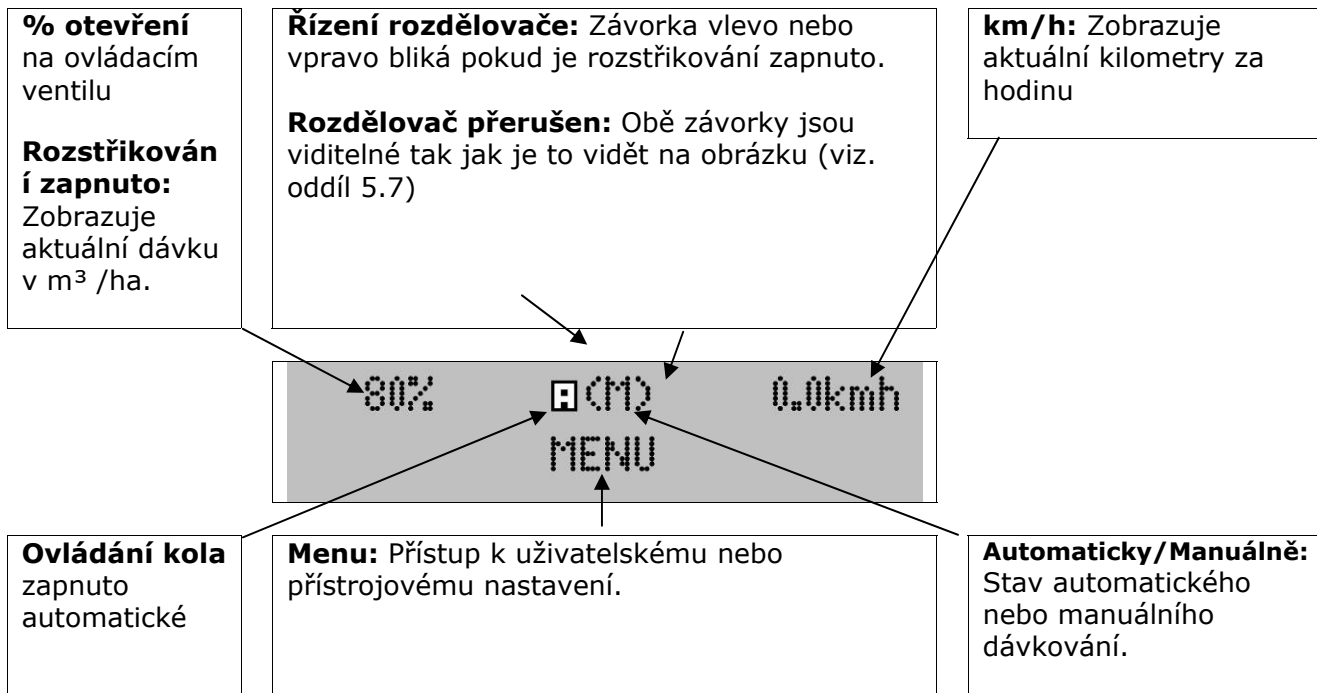 % otevření
na ovládacím
ventilu
Rozstřikován
í zapnuto:
Zobrazuje
aktuální dávku
v m³ /ha.
Řízení rozdělovače: Závorka vlevo nebo
vpravo bliká pokud je rozstřikování zapnuto.
Rozdělovač přerušen: Obě závorky jsou
viditelné tak jak je to vidět na obrázku (viz.
oddíl 5.7)
km/h: Zobrazuje
aktuální kilometry za
hodinu
80% A (M) 0.0kmh
MENU
Ovládání kola
zapnuto
automatické
Menu: Přístup k uživatelskému nebo
přístrojovému nastavení.
Automaticky/Manuálně:
Stav automatického
nebo manuálního
dávkování.